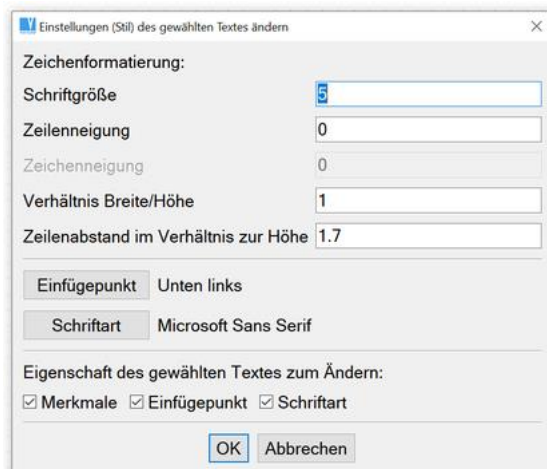 Einstellungen (Stil) des gewählten Textes ändern
Zeichenformatierung:
Schriftgröße 5
Zeilenneigung 0
Zeichenneigung 0
Verhältnis Breite/Höhe 1
Zeilenabstand im Verhältnis zur Höhe 1.7
Einfügepunkt Unten links
Schriftart Microsoft Sans Serif
Eigenschaft des gewählten Textes zum Ändern:
Merkmale Einfügepunkt Schriftart
OK Abbrechen